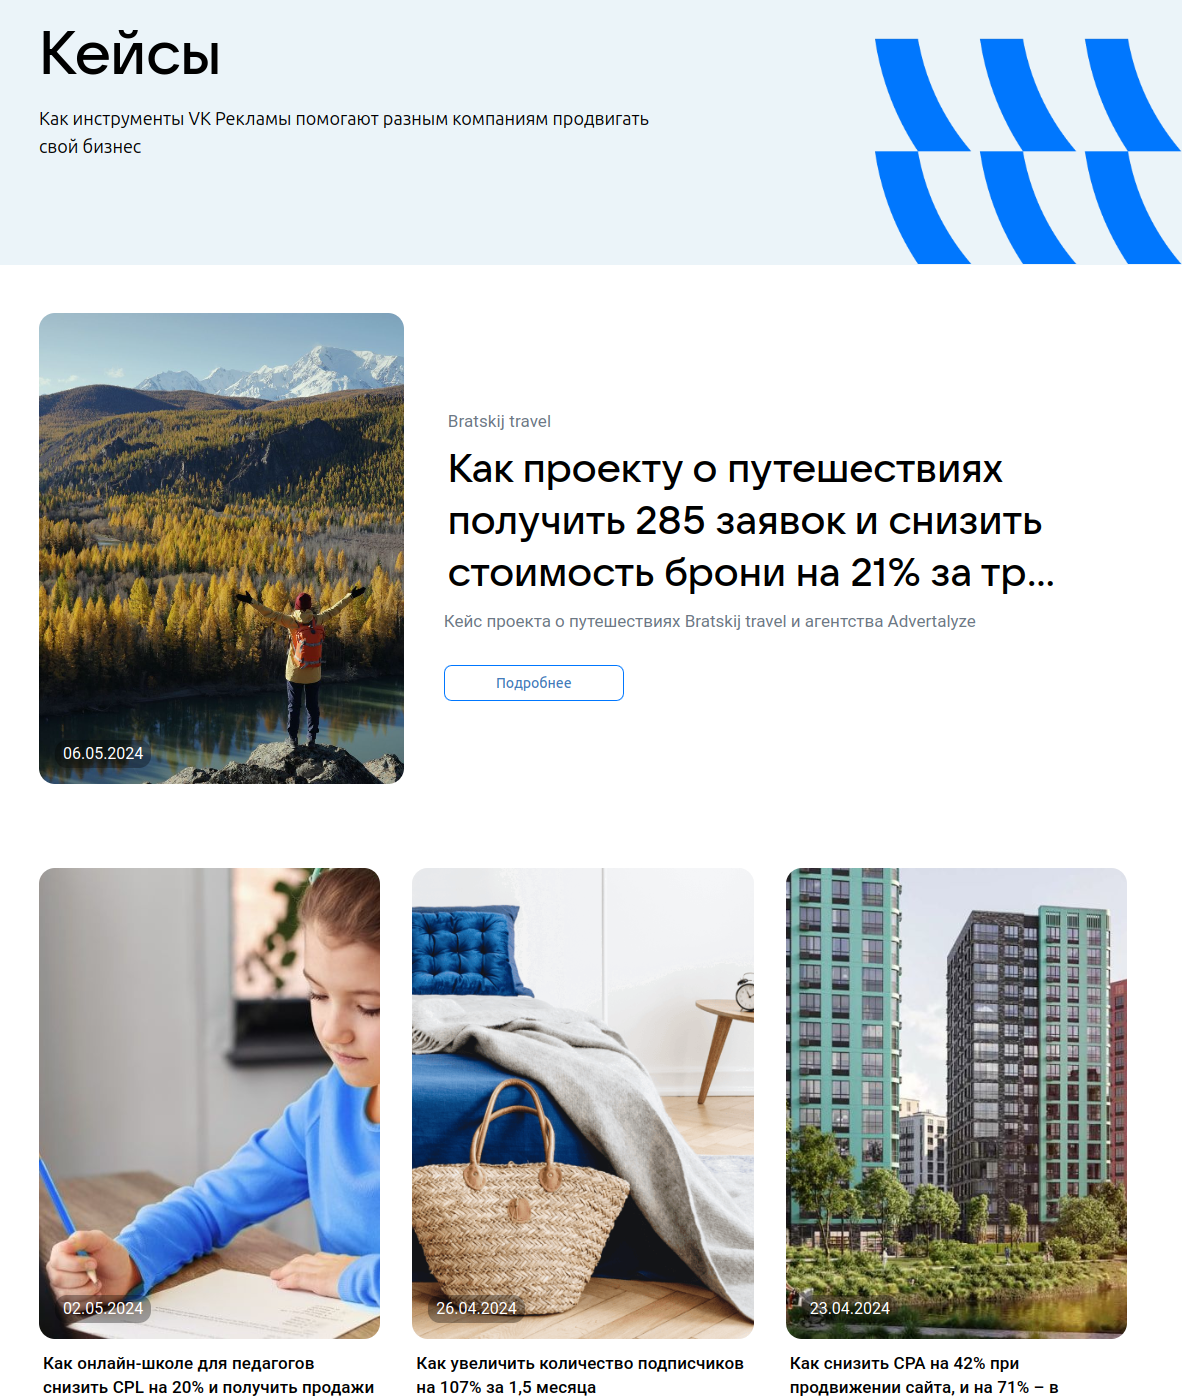 Кейсы
Как инструменты VK Рекламы помогают разным компаниям продвигать
свой бизнес
Bratskij travel
Как проекту о путешествиях
получить 285 заявок и снизить
стоимость брони на 21% за тр...
Кейс проекта о путешествиях Bratskij travel и агентства Advertalyze
Подробнее
06.05.2024
02.05.2024
26.04.2024
23.04.2024
Как онлайн-школе для педагогов
снизить CPL на 20% и получить продажи
Как увеличить количество подписчиков
на 107% за 1,5 месяца
Как снизить CPA на 42% при
продвижении сайта, и на 71% – в